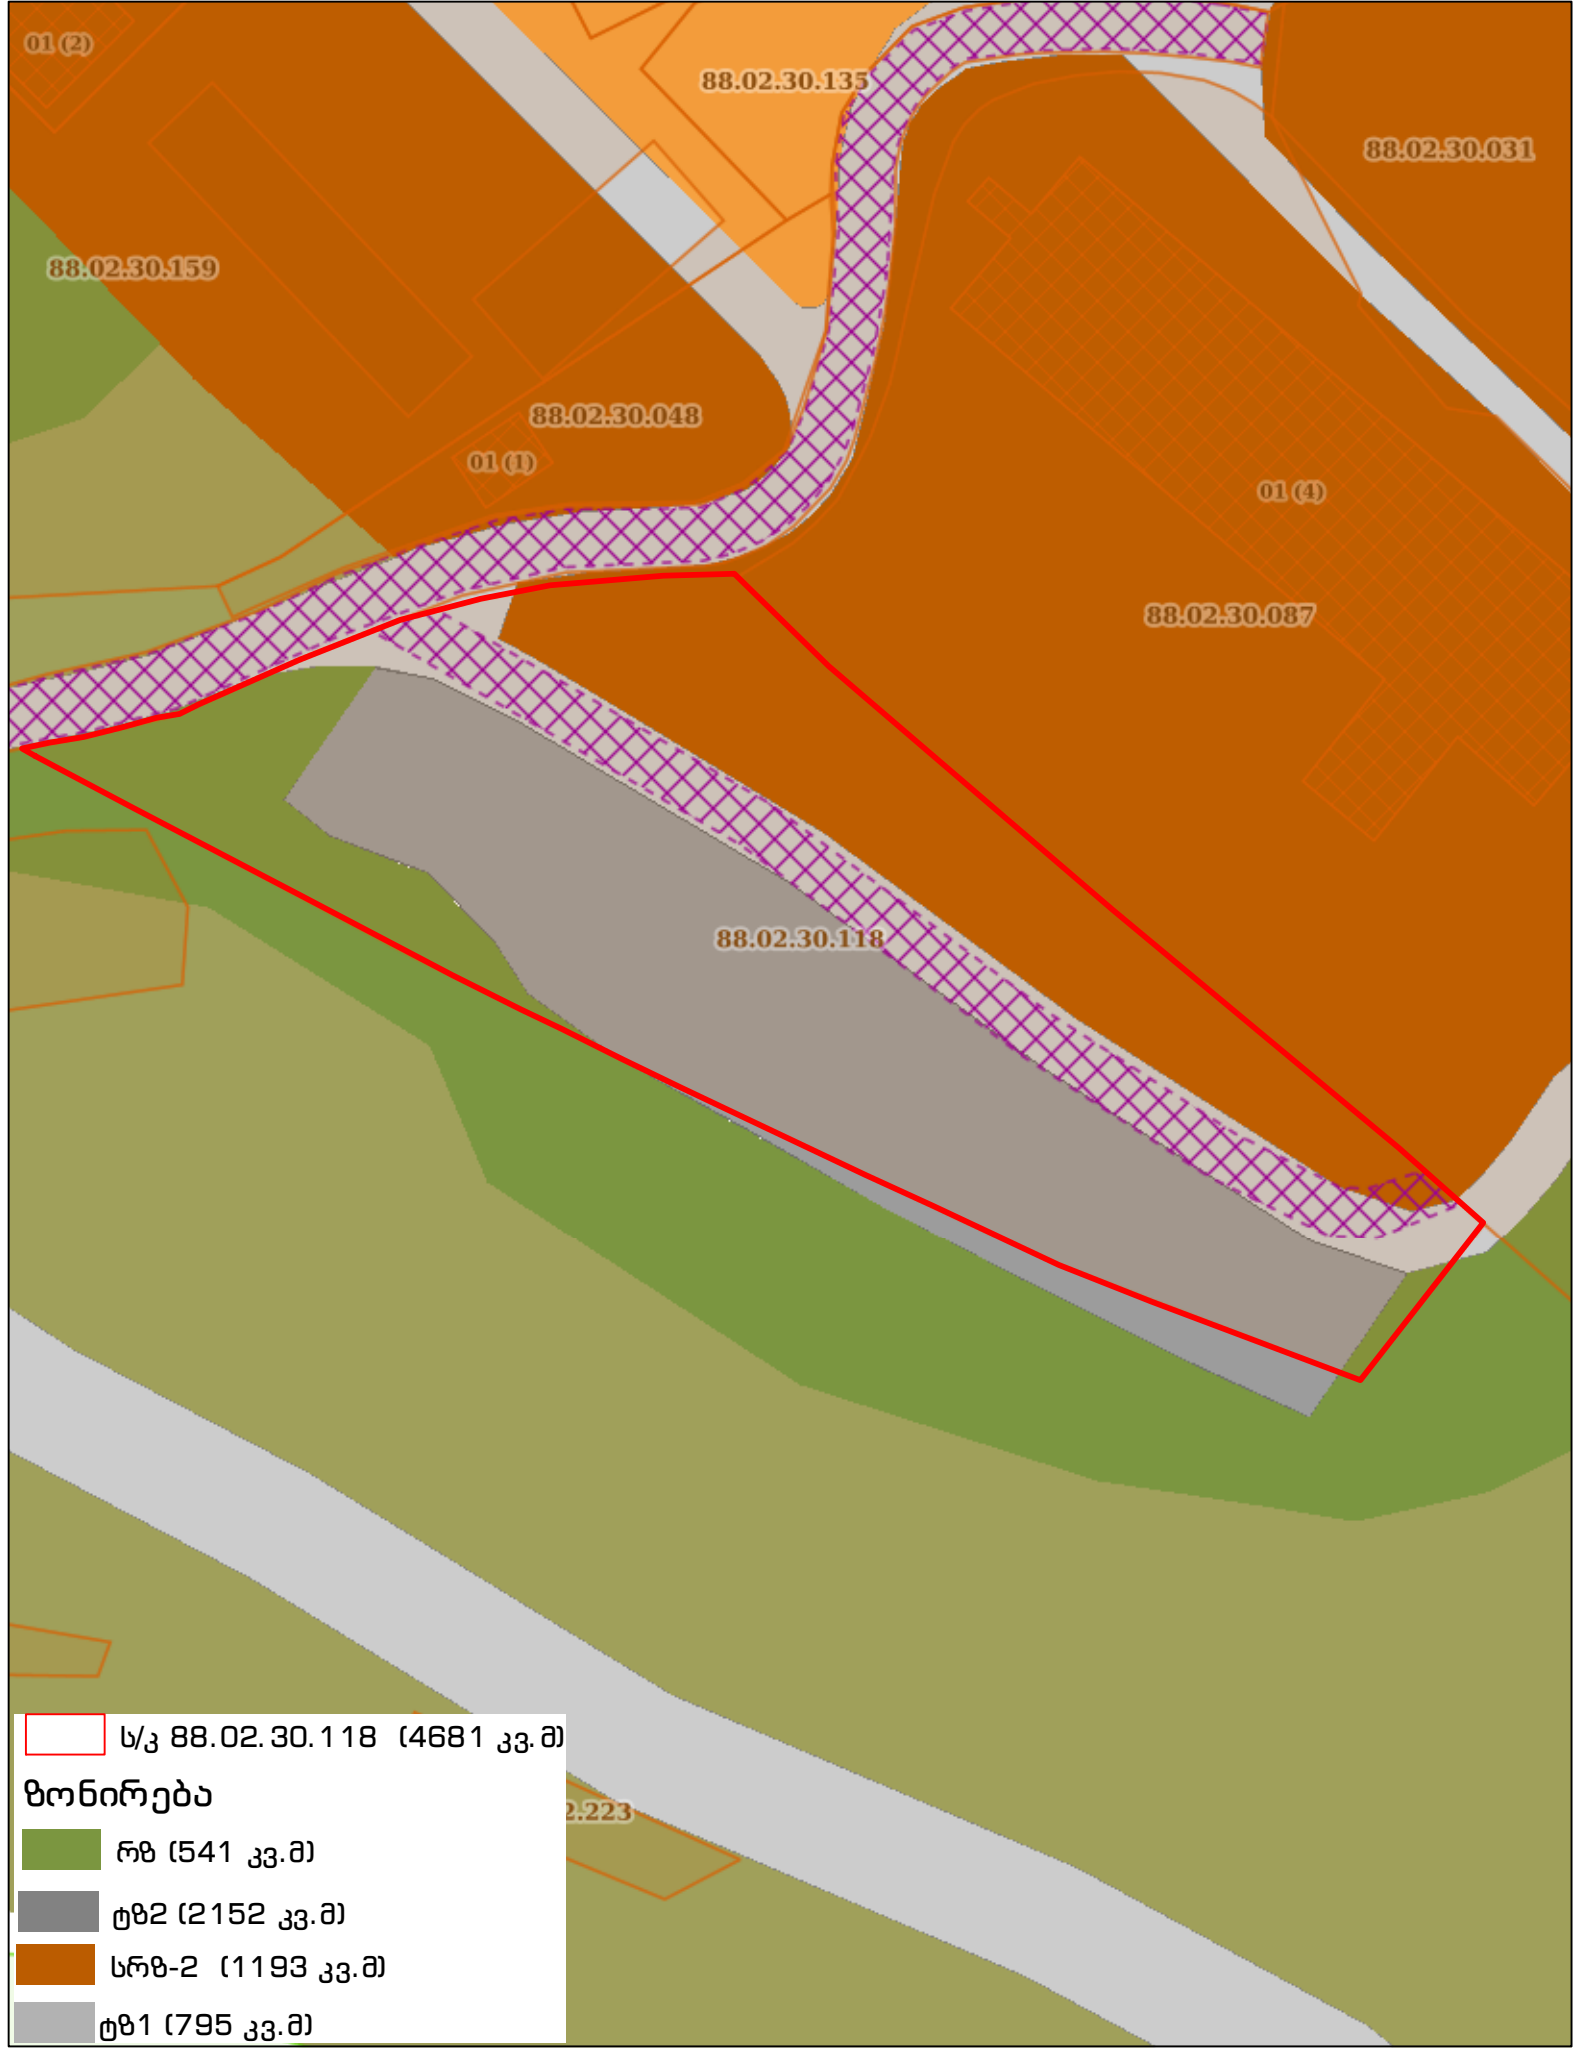 01 (2)
88.02.30.135
88.02.30.031
88.02.30.159
88.02.30.048
01 (1)
01 (4)
88.02.30.087
88.02.30.118
ს/კ 88.02.30.118 (4681 კვ.მ)
ზონირება
2.223
რზ (541 კვ.მ)
ტზ2 (2152 კვ.მ)
სრზ-2 (1193 კვ.მ)
ტზ1 (795 კვ.მ)